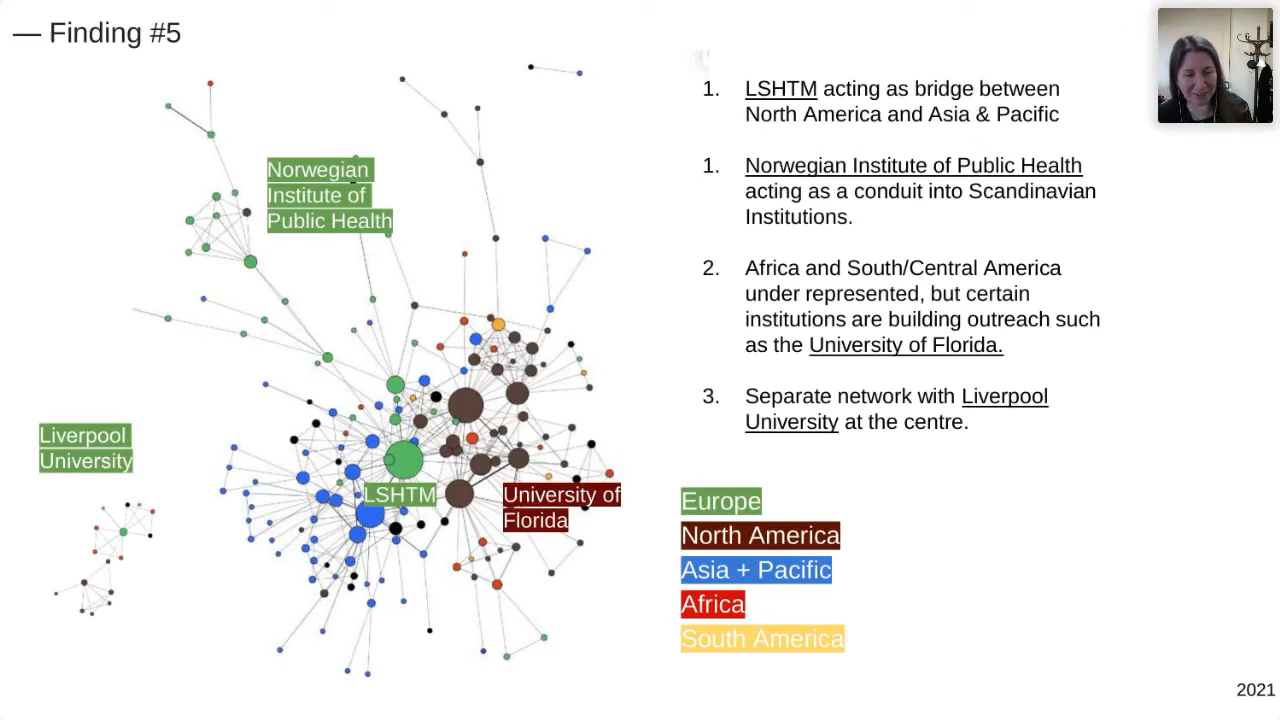 — Finding #5
Norwegian
Institute of
Public Health
Liverpool
University
LSHTM
University of
Florida
1. LSHTM acting as bridge between
North America and Asia & Pacific
1. Norwegian Institute of Public Health
acting as a conduit into Scandinavian
Institutions.
2. Africa and South/Central America
under represented, but certain
institutions are building outreach such
as the University of Florida.
3. Separate network with Liverpool
University at the centre.
Europe
North America
Asia + Pacific
Africa
South America
2021